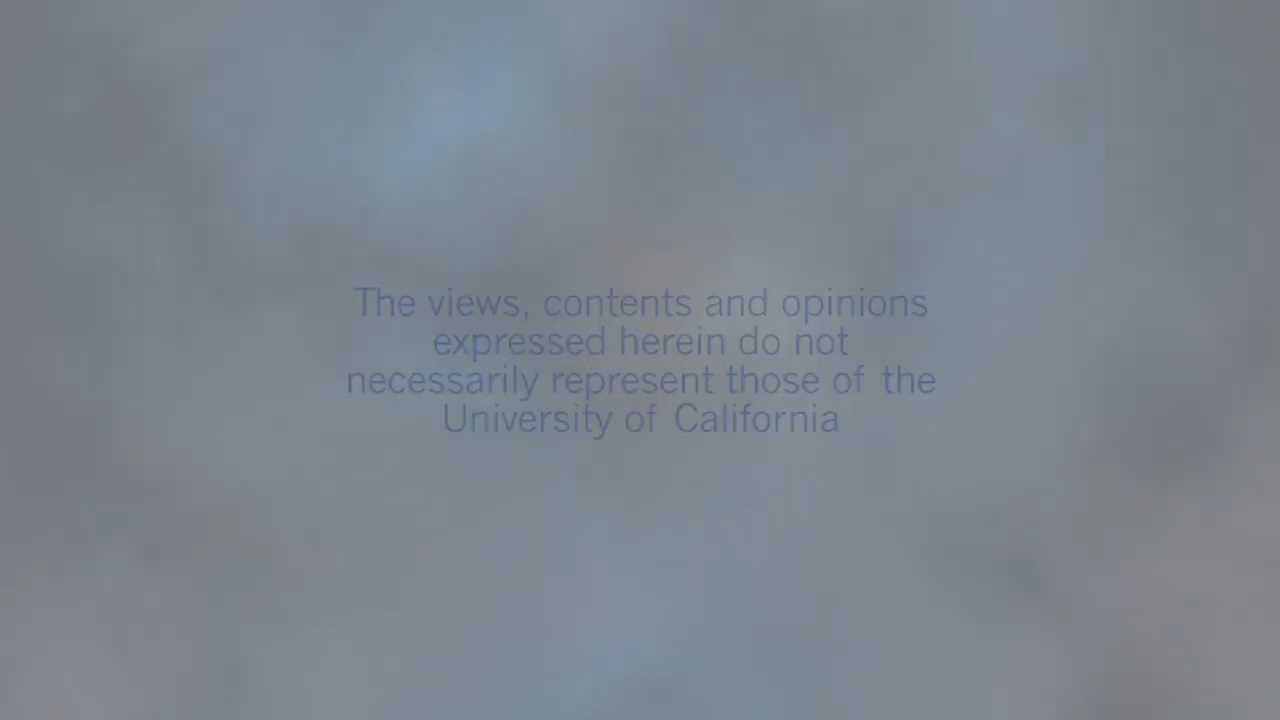 The views, contents and opinions
expressed herein do not
necessarily represent those of the
University of California